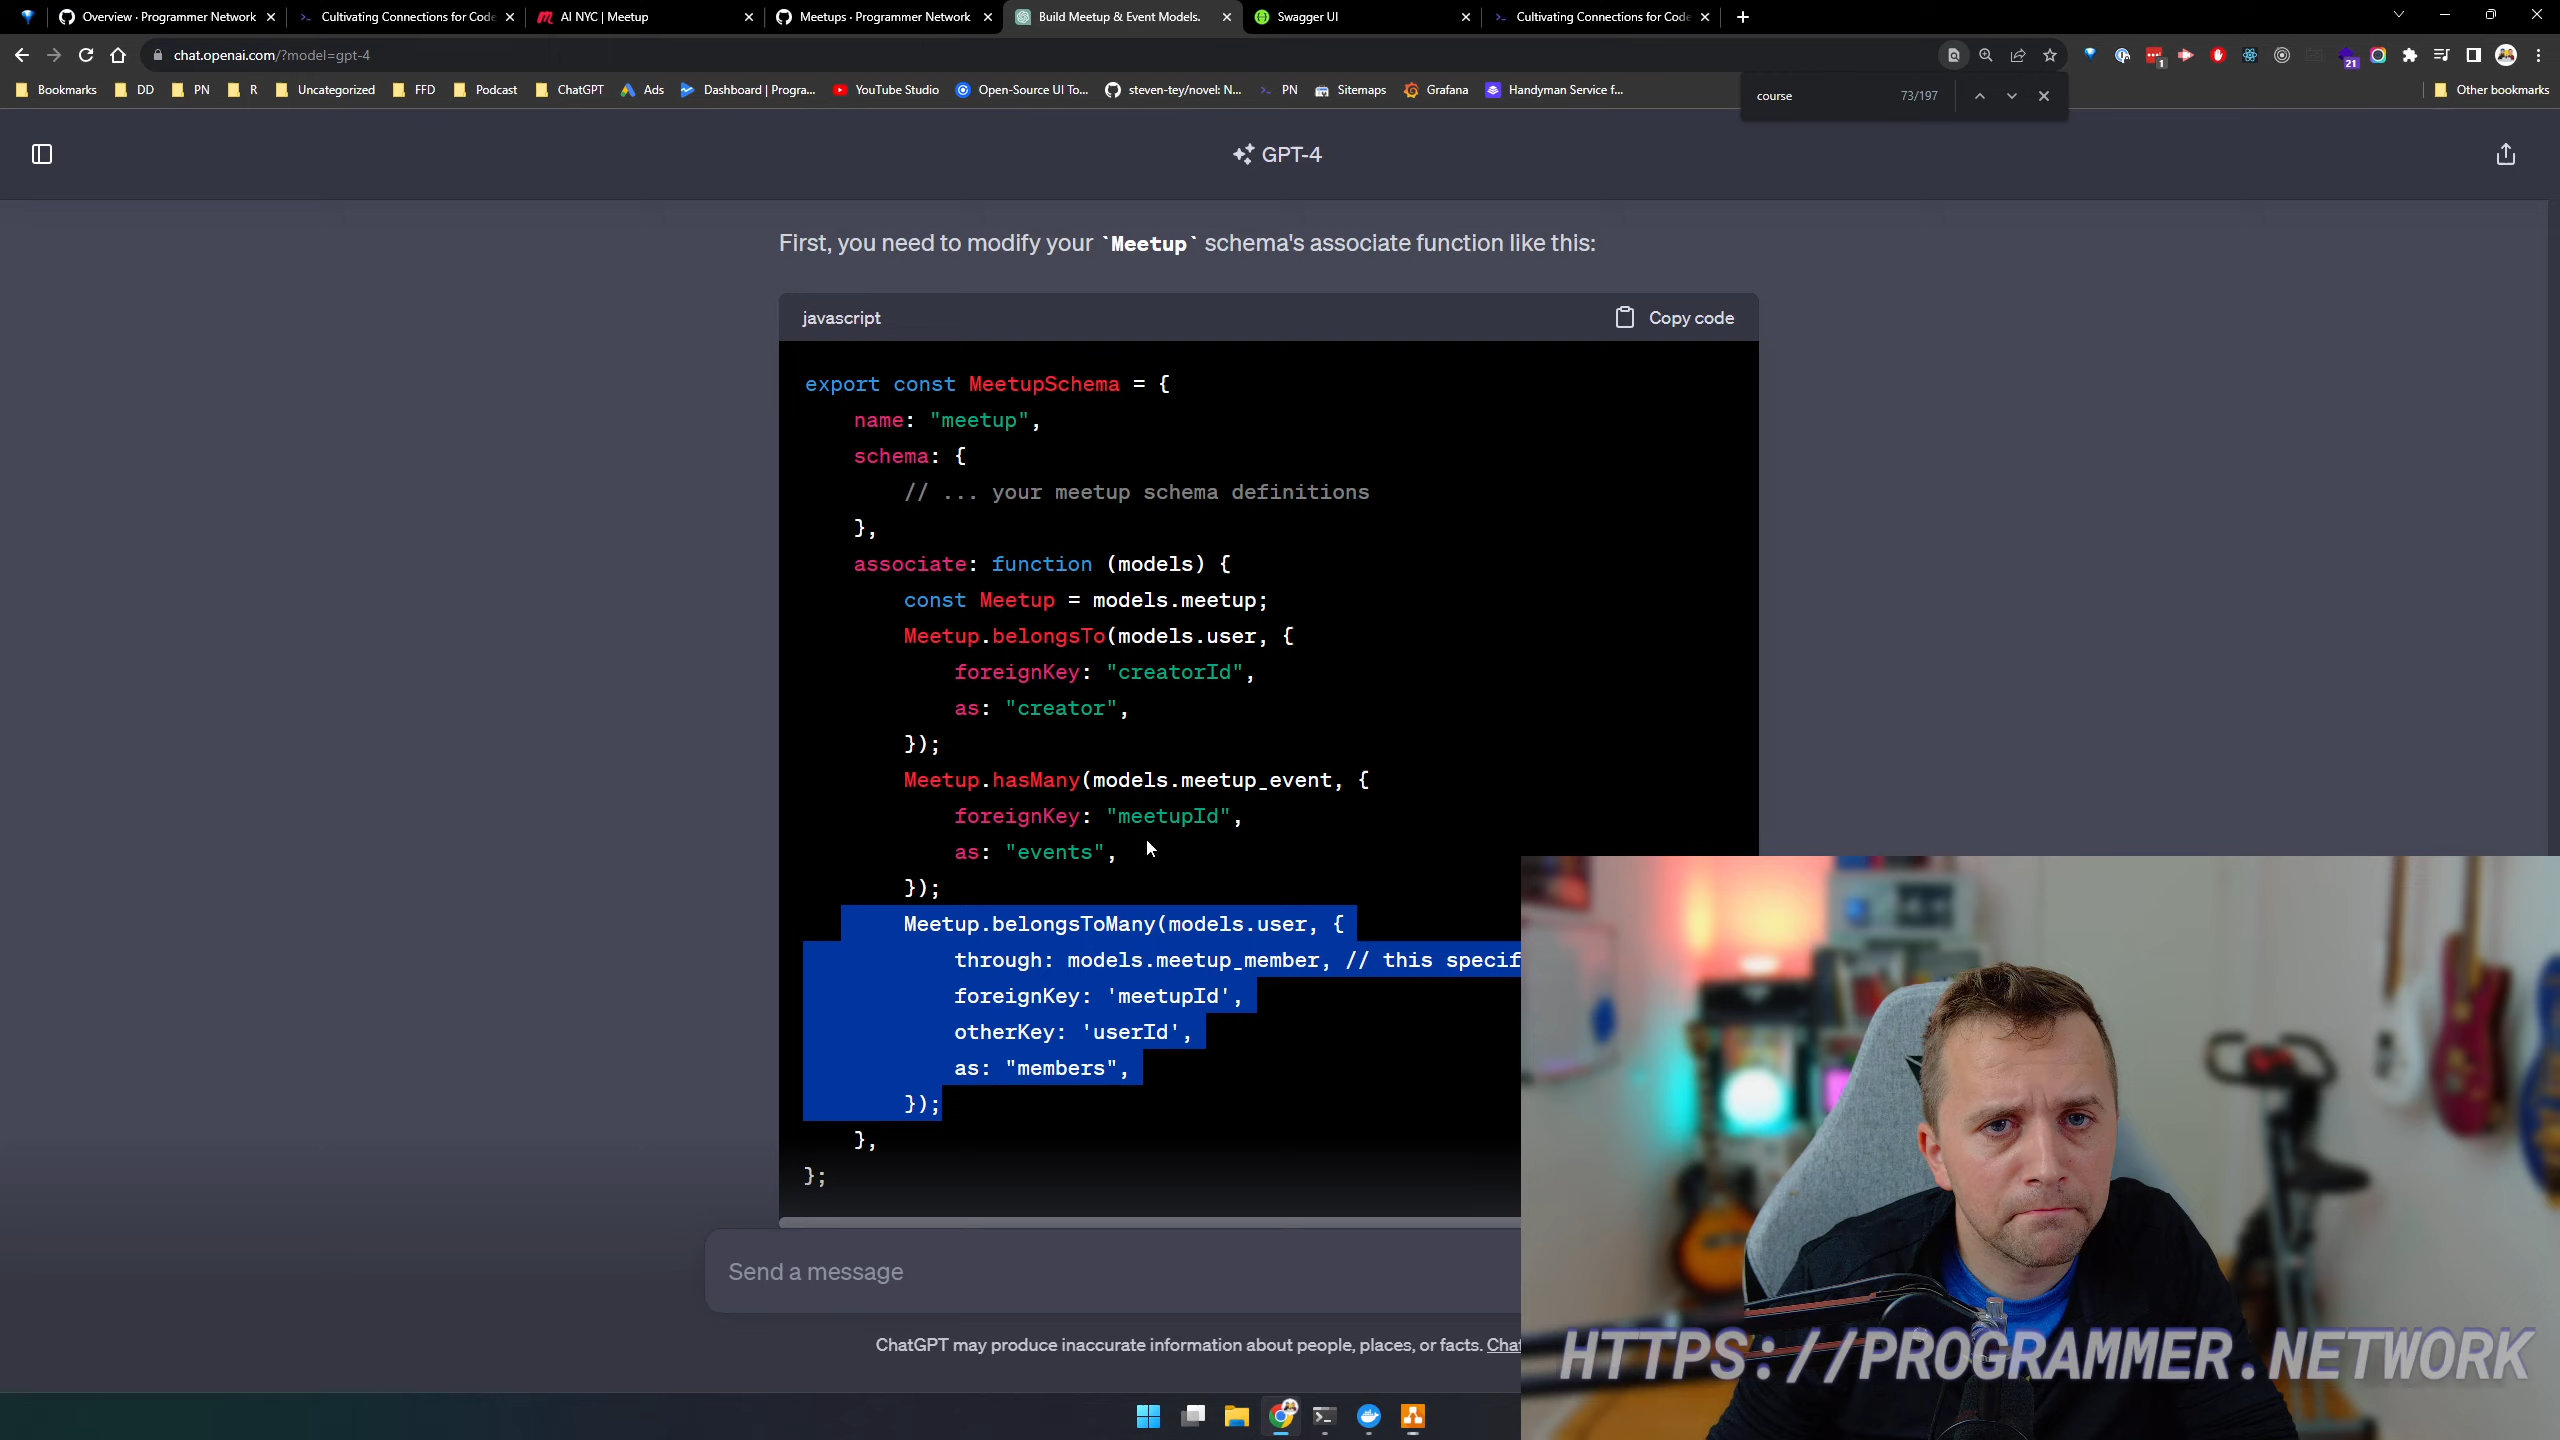 Overview · Programmer Network
Cultivating Connections for Code
AI NYC | Meetup
Meetups · Programmer Network
Build Meetup & Event Models.
Swagger UI
Cultivating Connections for Code
chat.openai.com/?model=gpt-4
1
21
Bookmarks
DD
PN
R
Uncategorized
FFD
Podcast
ChatGPT
Ads
Dashboard | Progra...
YouTube Studio
Open-Source UI To...
steven-tey/novel: N...
PN
Sitemaps
Grafana
Handyman Service f...
Other bookmarks
course
73/197
GPT-4
First, you need to modify your `Meetup` schema's associate function like this:
javascript
Copy code
export const MeetupSchema = {
name: "meetup",
schema: {
// ... your meetup schema definitions
},
associate: function (models) {
const Meetup = models.meetup;
Meetup.belongsTo(models.user, {
foreignKey: "creatorId",
as: "creator",
});
Meetup.hasMany(models.meetup_event, {
foreignKey: "meetupId",
as: "events",
});
Meetup.belongsToMany(models.user, {
through: models.meetup_member, // this specif
foreignKey: 'meetupId',
otherKey: 'userId',
as: "members",
});
},
};
Send a message
ChatGPT may produce inaccurate information about people, places, or facts. Chat
HTTPS://PROGRAMMER.NETWORK